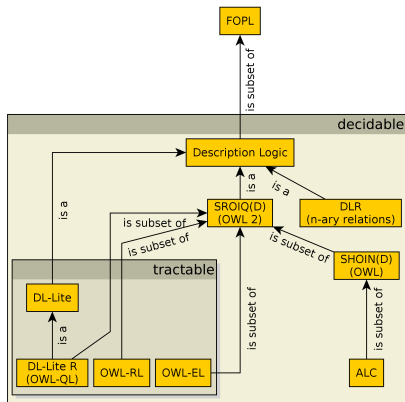 FOPL
is subset of
decidable
Description Logic
is a
is a
is a
SROIQ(D)
(OWL 2)
DLR
(n-ary relations)
is subset of
is subset of
is subset of
SHOIN(D)
(OWL)
tractable
DL-Lite
is subset of
is subset of
is a
DL-Lite R
(OWL-QL)
OWL-RL
OWL-EL
ALC